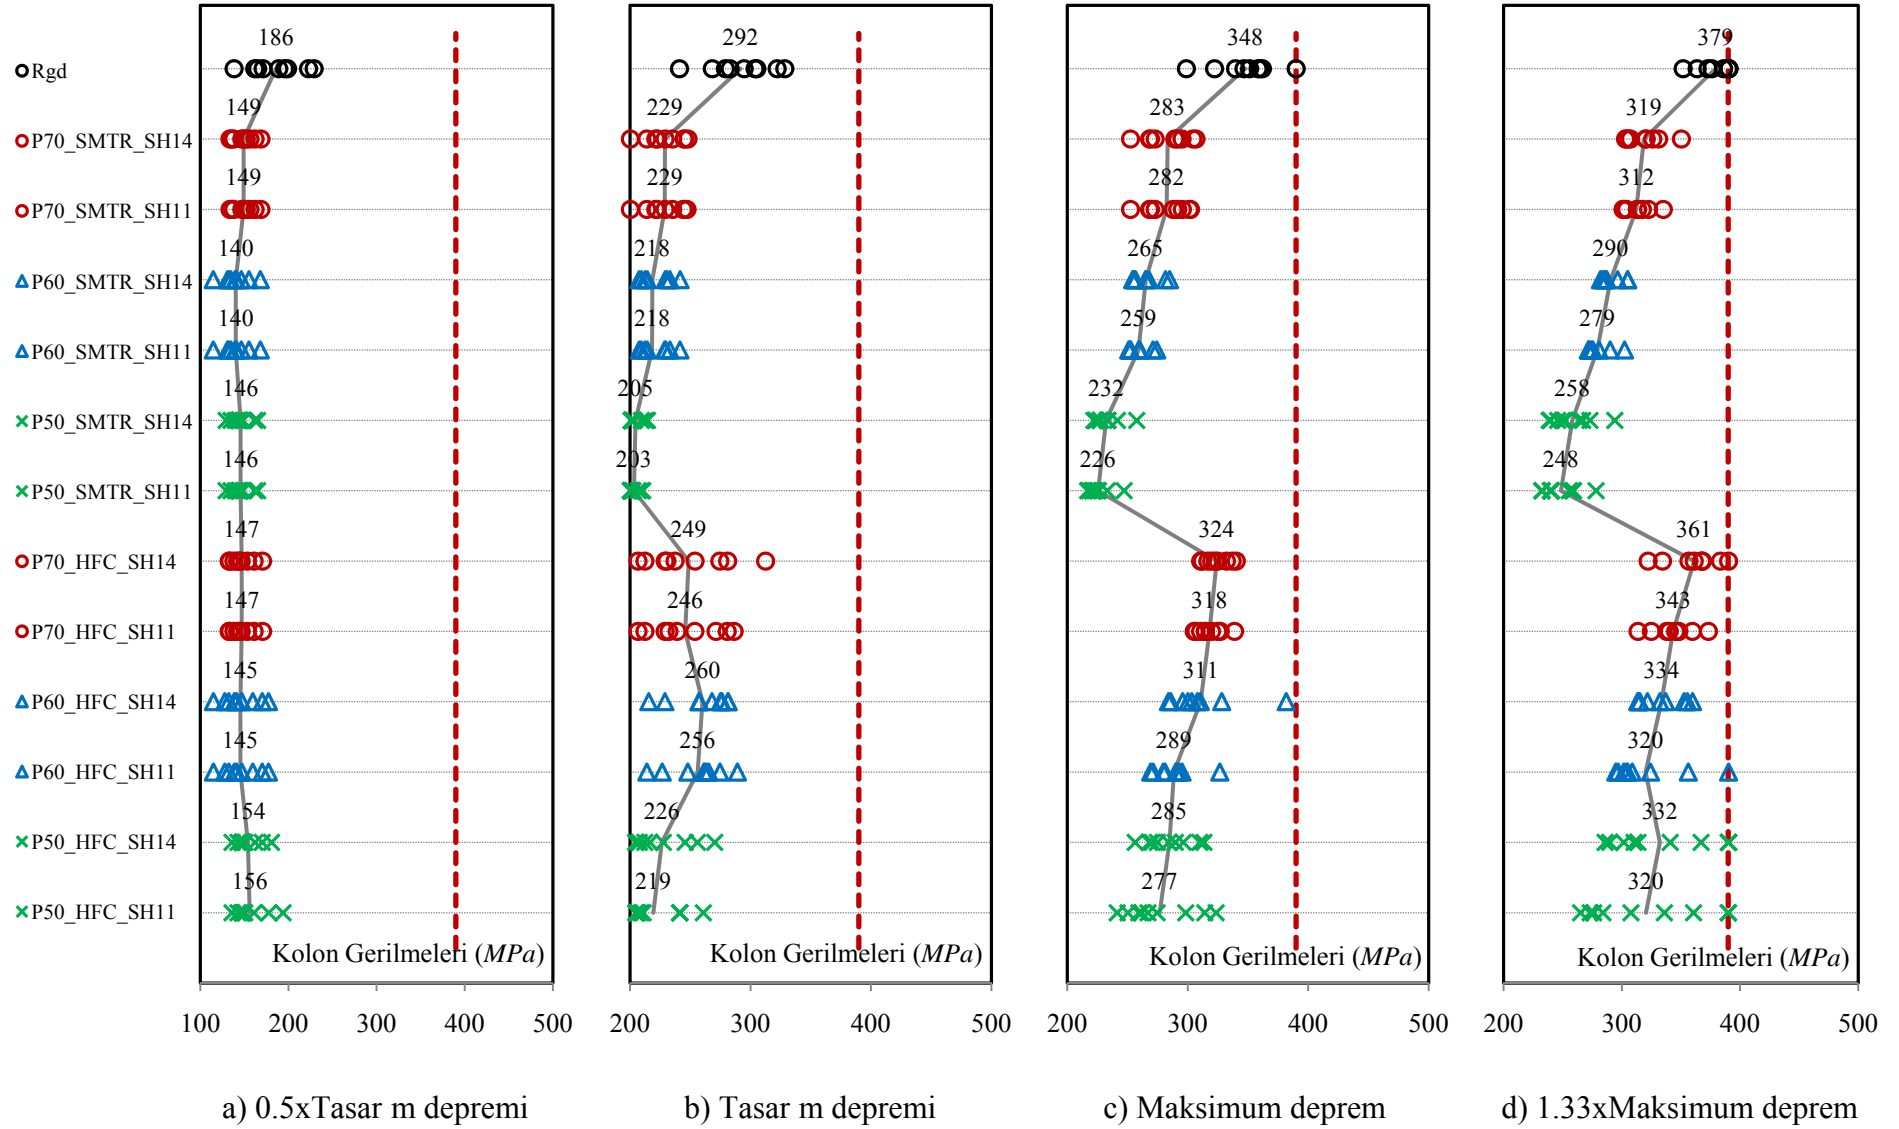 186 292 348 379
Rgd
149 229 283 319
P70_SMTR_SH14
149 229 282 312
P70_SMTR_SH11
140 218 265 290
P60_SMTR_SH14
140 218 259 279
P60_SMTR_SH11
146 205 232 258
P50_SMTR_SH14
146 203 226 248
P50_SMTR_SH11
147 249 324 361
P70_HFC_SH14
147 246 318 343
P70_HFC_SH11
145 260 311 334
P60_HFC_SH14
145 256 289 320
P60_HFC_SH11
154 226 285 332
P50_HFC_SH14
156 219 277 320
P50_HFC_SH11
Kolon Gerilmeleri (MPa) Kolon Gerilmeleri (MPa) Kolon Gerilmeleri (MPa) Kolon Gerilmeleri (MPa)
100 200 300 400 500 200 300 400 500 200 300 400 500 200 300 400 500
a) 0.5xTasar m depremi b) Tasar m depremi c) Maksimum deprem d) 1.33xMaksimum deprem